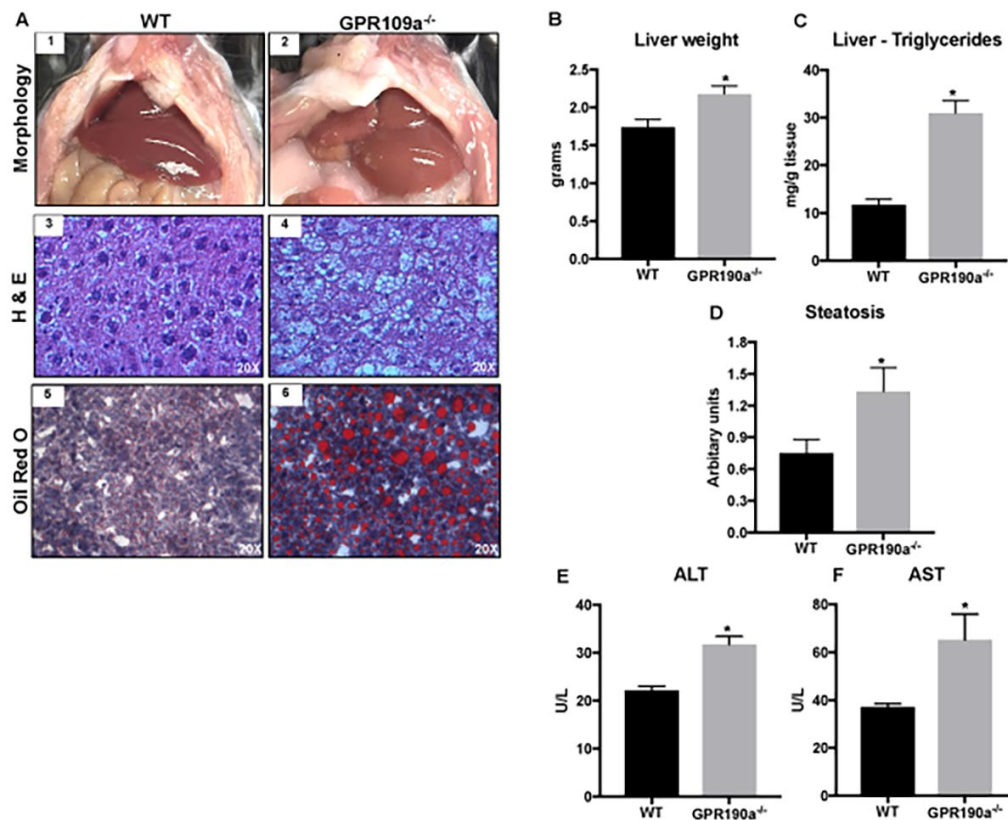 A
WT
GPR109a-/-
Morphology
1
2
H & E
3
20X
4
20X
Oil Red O
5
20X
6
20X
B
Liver weight
grams
2.5
2.0
1.5
1.0
0.5
0.0
WT
GPR190a-/-
*
C
Liver - Triglycerides
mg/g tissue
40
30
20
10
0
WT
GPR190a-/-
*
D
Steatosis
Arbitary units
1.8
1.5
1.2
0.9
0.6
0.3
0.0
WT
GPR190a-/-
*
E
ALT
U/L
40
30
20
10
0
WT
GPR190a-/-
*
F
AST
U/L
80
60
40
20
0
WT
GPR190a-/-
*